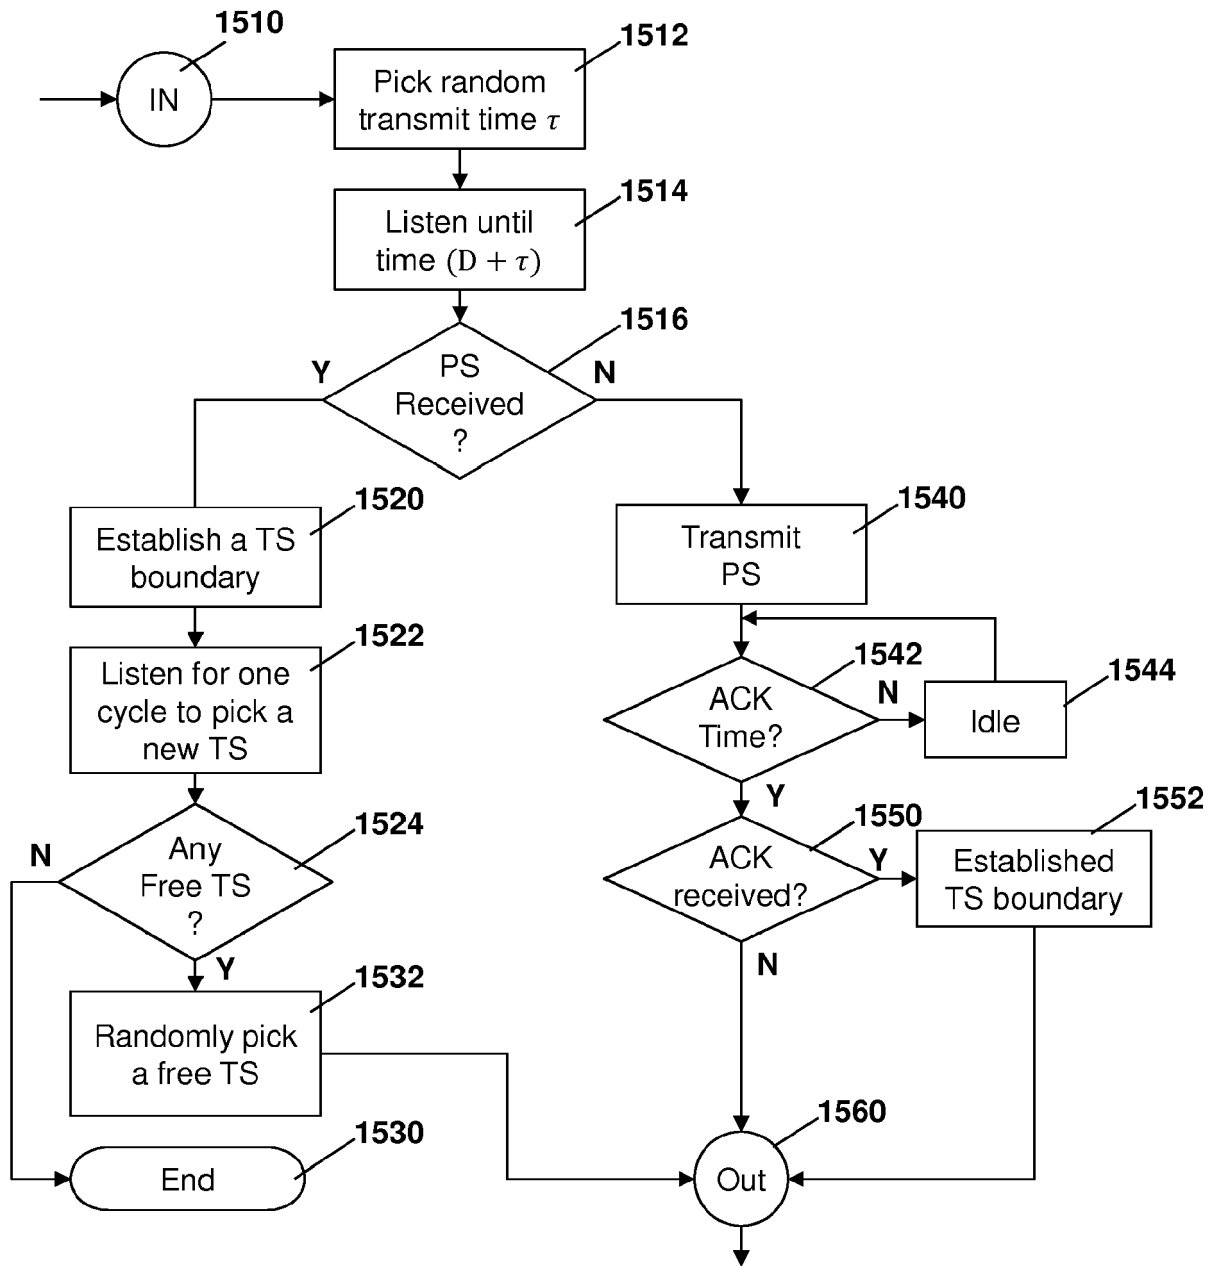 1510
IN
1512
Pick random
transmit time τ
1514
Listen until
time (D + τ)
1516
PS
Received
?
Y
N
1520
Establish a TS
boundary
1522
Listen for one
cycle to pick a
new TS
1524
Any
Free TS
?
N
Y
1532
Randomly pick
a free TS
1530
End
1540
Transmit
PS
1542
ACK
Time?
N
1544
Idle
Y
1550
ACK
received?
Y
1552
Established
TS boundary
N
1560
Out